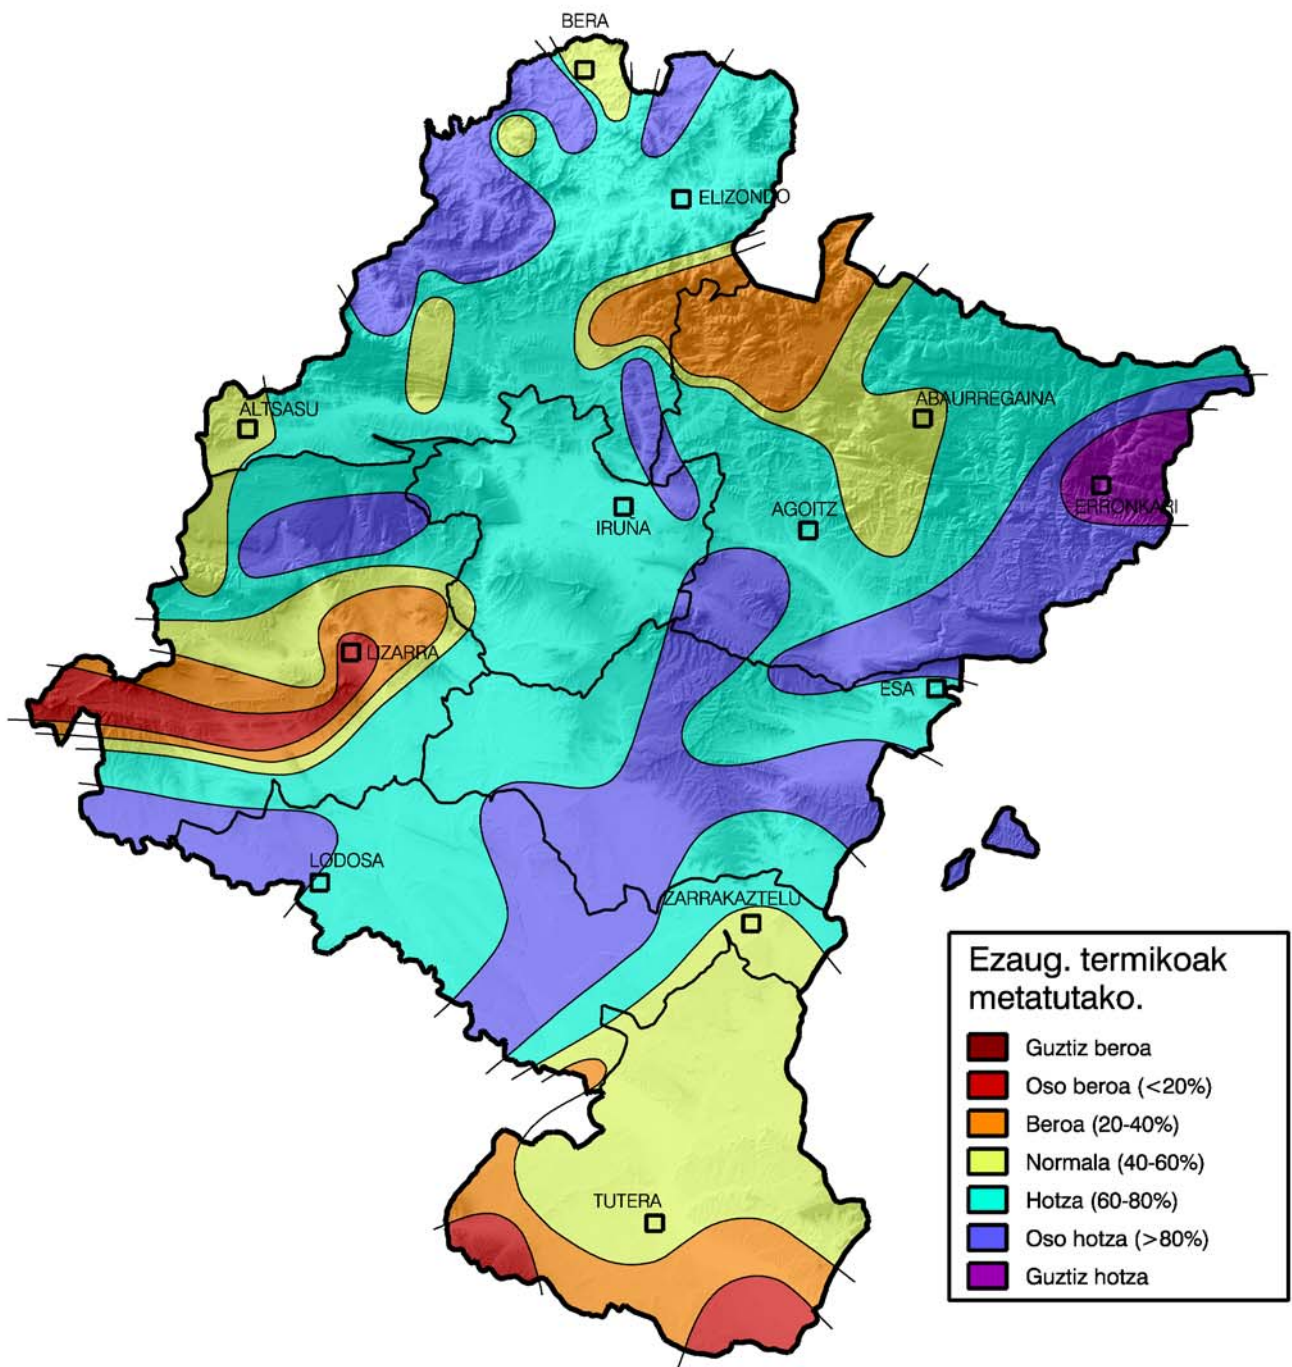 BERA
ELIZONDO
ALTSASU
ABAURREGAINA
ERRONKARI
IRUÑA
AGOITZ
LIZARRA
ESA
LODOSA
ZARRAKAZTELU
TUTERA
Ezaug. termikoak
metatutako.
Guztiz beroa
Oso beroa (<20%)
Beroa (20-40%)
Normala (40-60%)
Hotza (60-80%)
Oso hotza (>80%)
Guztiz hotza